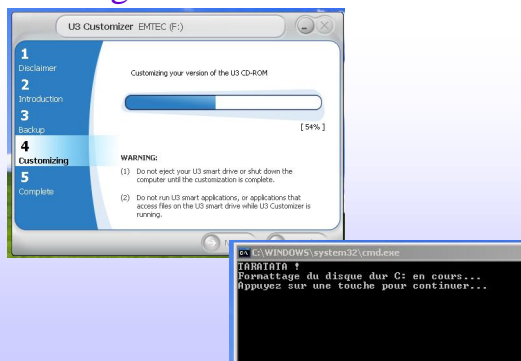 U3 Customizer EMTEC (F:)
1
Disclaimer
2
Introduction
3
Backup
4
Customizing
5
Complete
Customizing your version of the U3 CD-ROM
[ 54% ]
WARNING:
(1) Do not eject your U3 smart drive or shut down the
computer until the customization is complete.
(2) Do not run U3 smart applications, or applications that
access files on the U3 smart drive while U3 Customizer is
running.
C:\WINDOWS\system32\cmd.exe
TARATATA !
Formattage du disque dur C: en cours...
Appuyez sur une touche pour continuer...